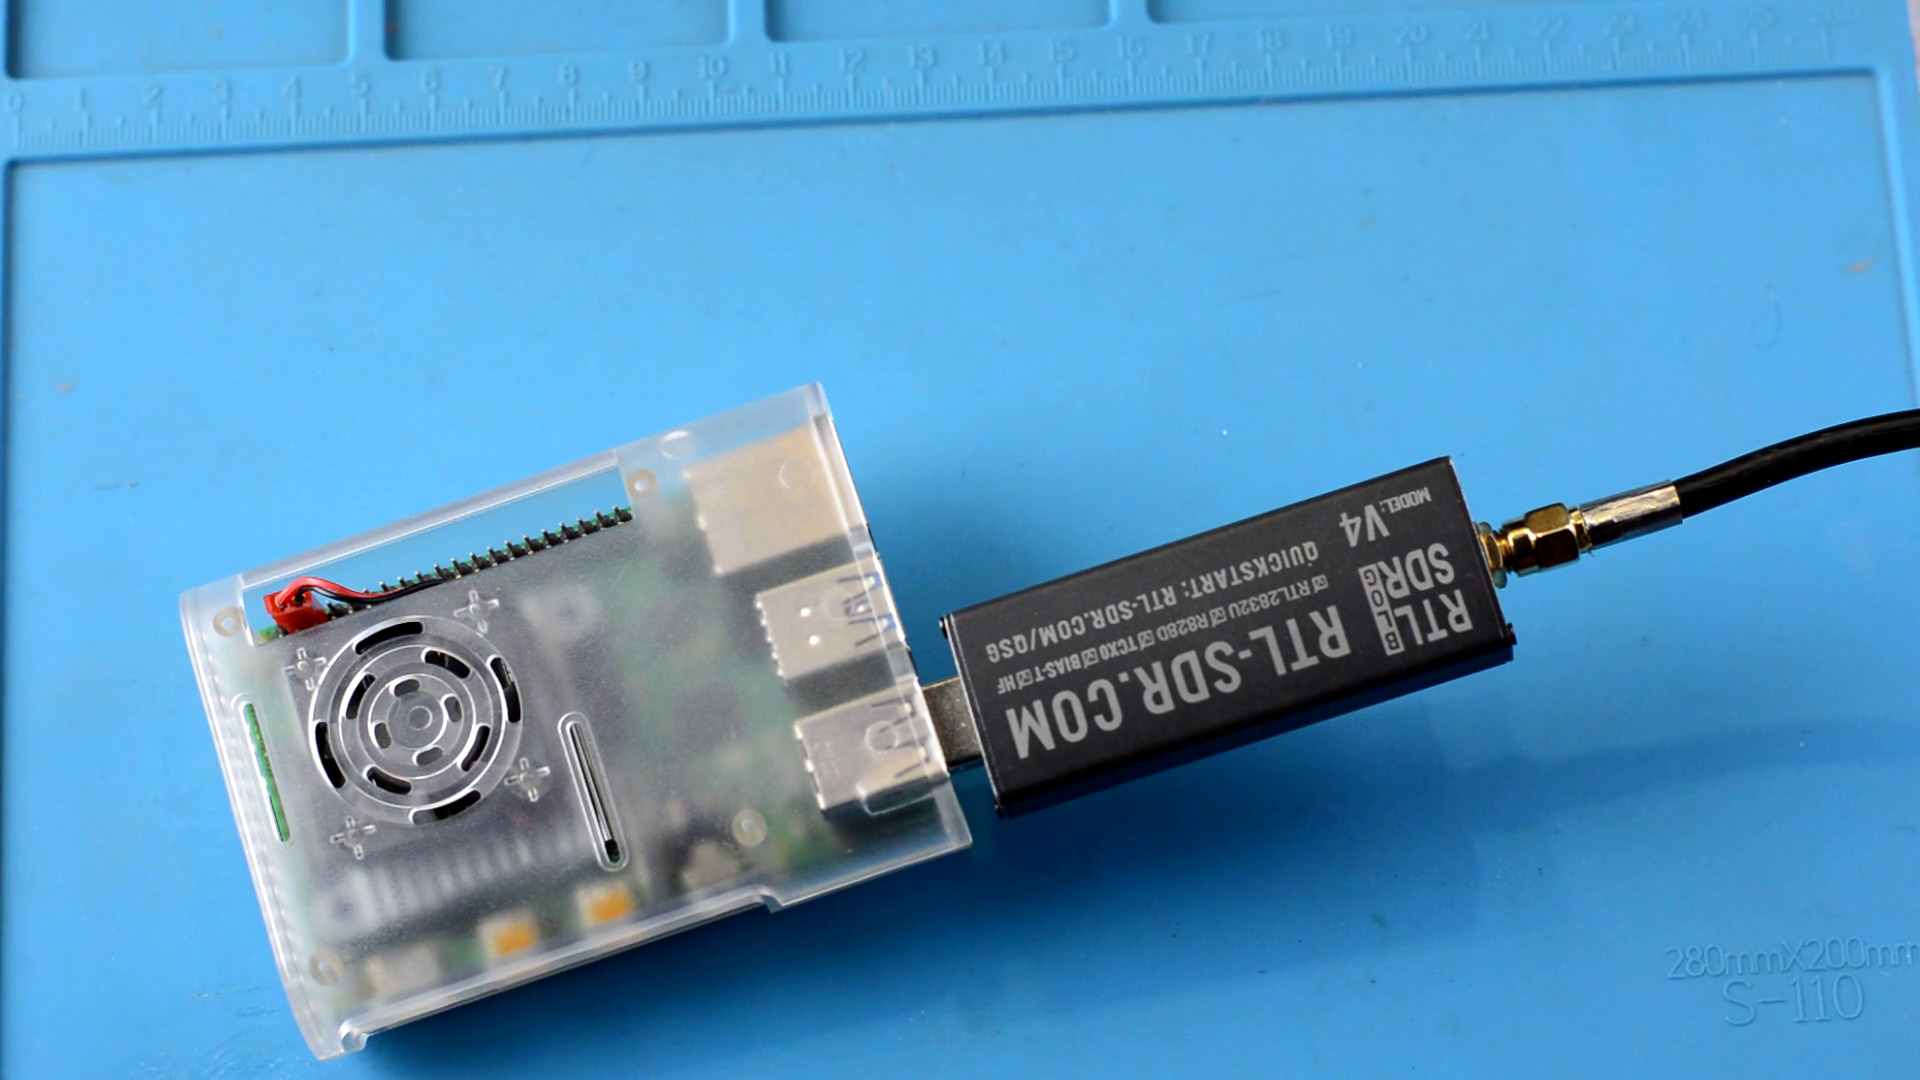 0 1 2 3 4 5 6 7 8 9 10 11 12 13 14 15 16 17 18 19 20 21 22 23 24 25
RTL
SDR
BLOG
MODEL:
V4
RTL-SDR.COM
☑RTL2832U☑R828D☑TCXO☑BIAS-T☑HF
QUICKSTART: RTL-SDR.COM/QSG
280mmX200mm
S-110